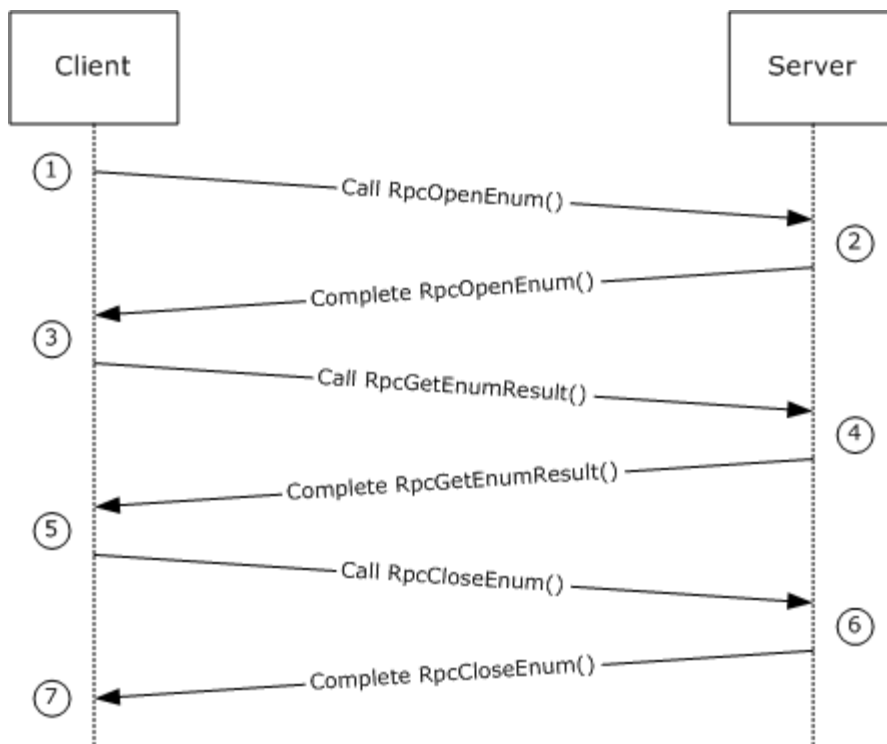 Client
Server
1
Call RpcOpenEnum()
2
Complete RpcOpenEnum()
3
Call RpcGetEnumResult()
4
Complete RpcGetEnumResult()
5
Call RpcCloseEnum()
6
Complete RpcCloseEnum()
7